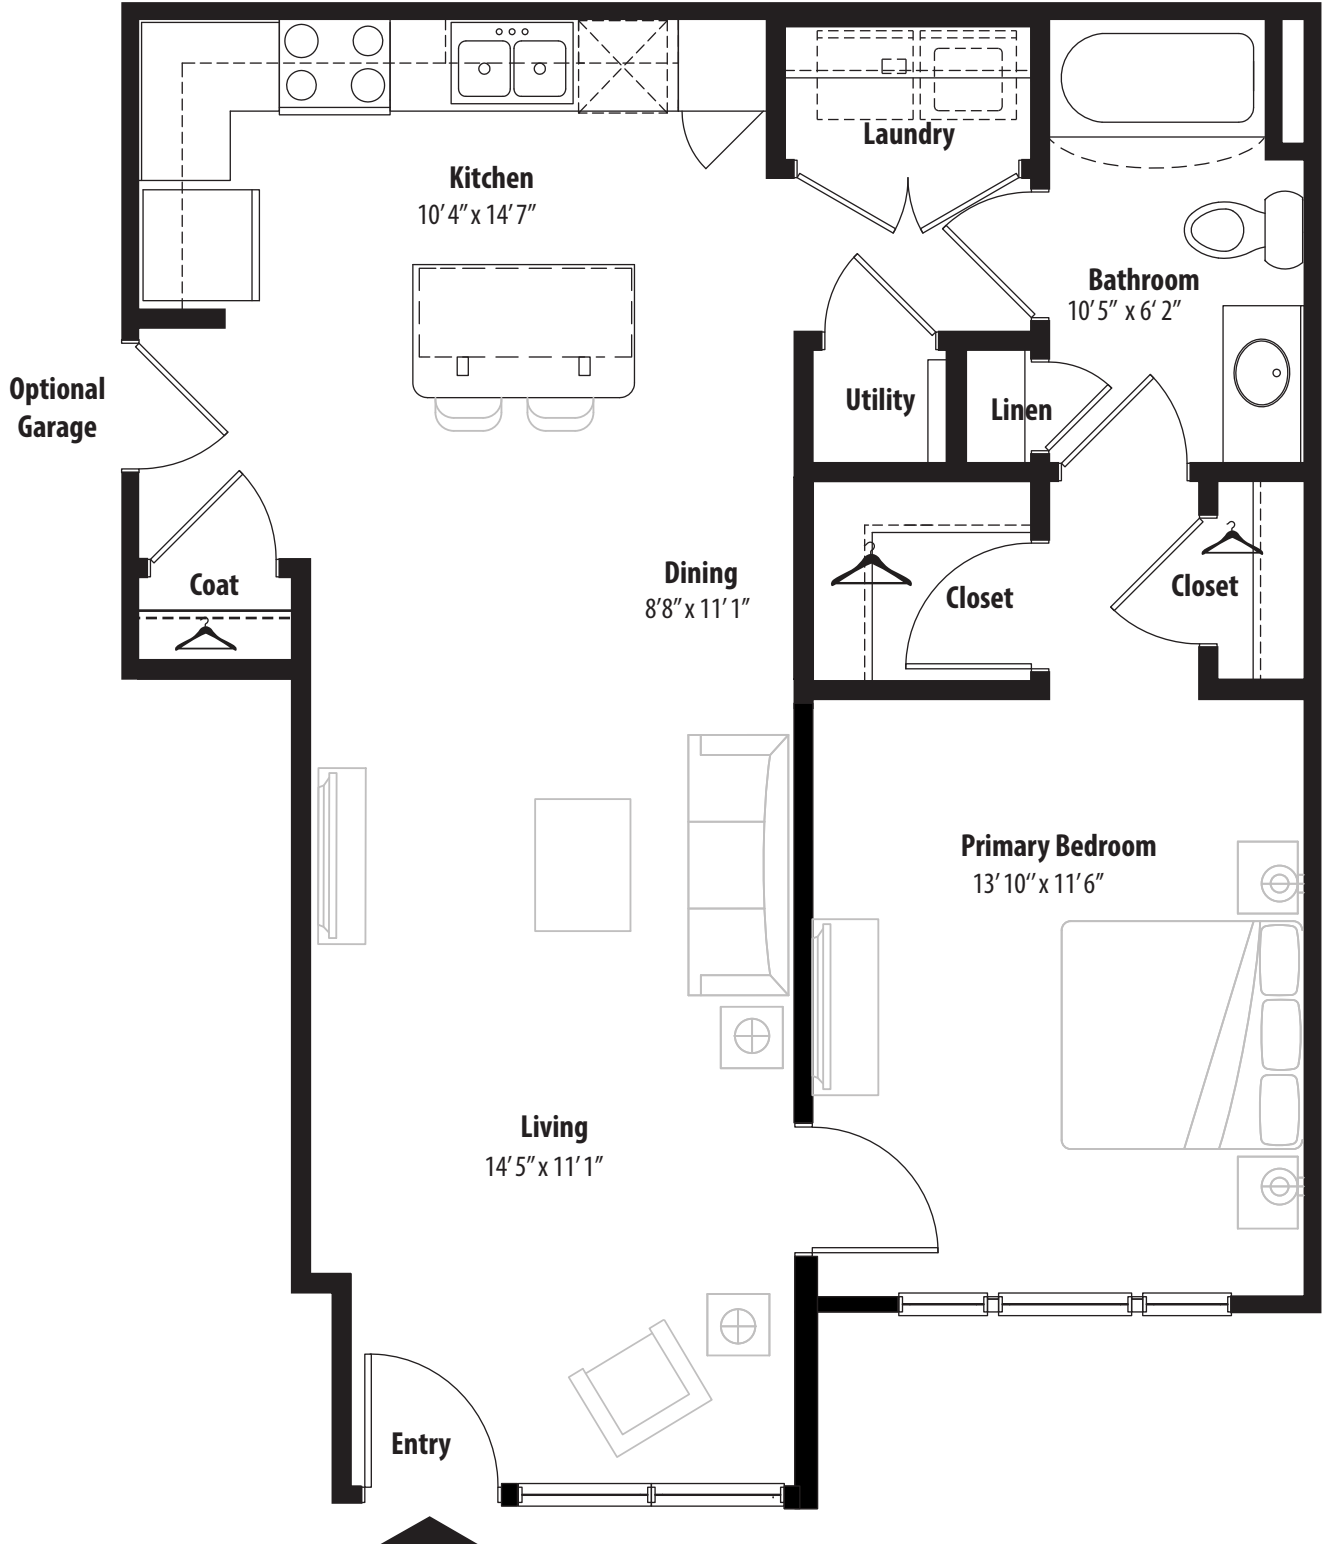 Laundry
Kitchen
10'4" x 14'7"
Bathroom
10'5" x 6'2"
Optional
Garage
Utility
Linen
Coat
Dining
8'8" x 11'1"
Closet
Closet
Primary Bedroom
13'10" x 11'6"
Living
14'5" x 11'1"
Entry